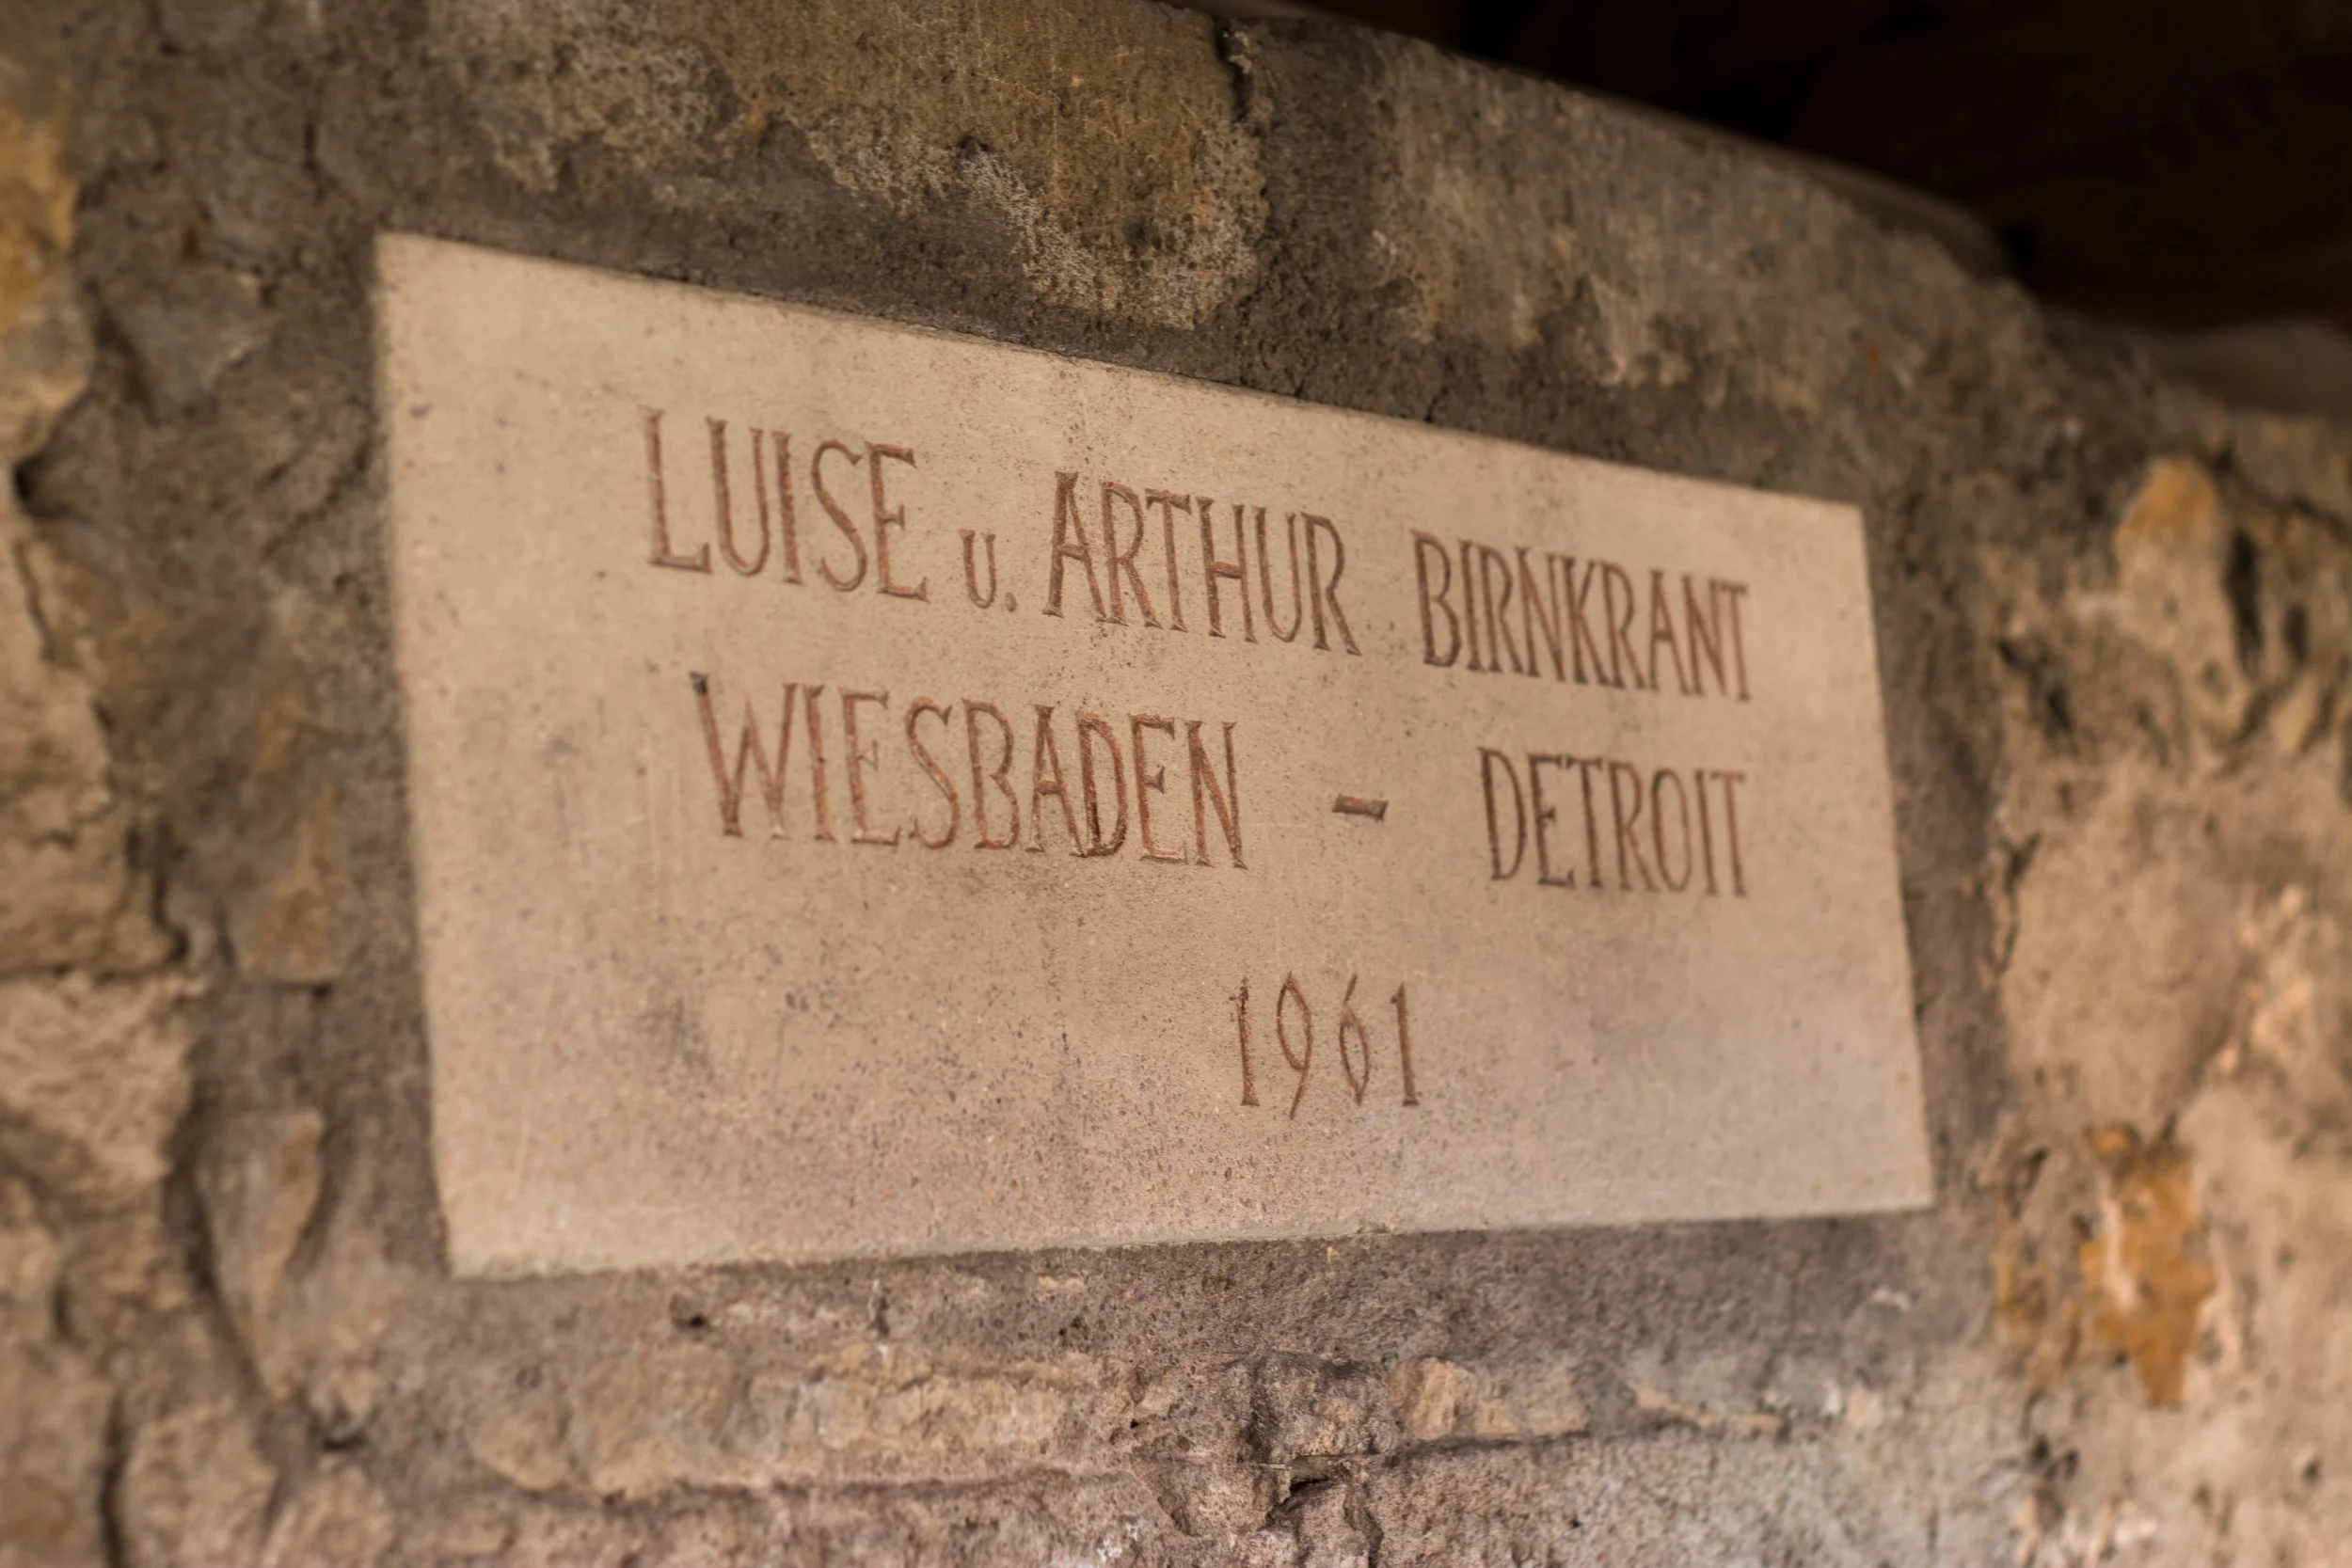 LUISE u. ARTHUR BIRNKRANT
WIESBADEN - DETROIT
1961